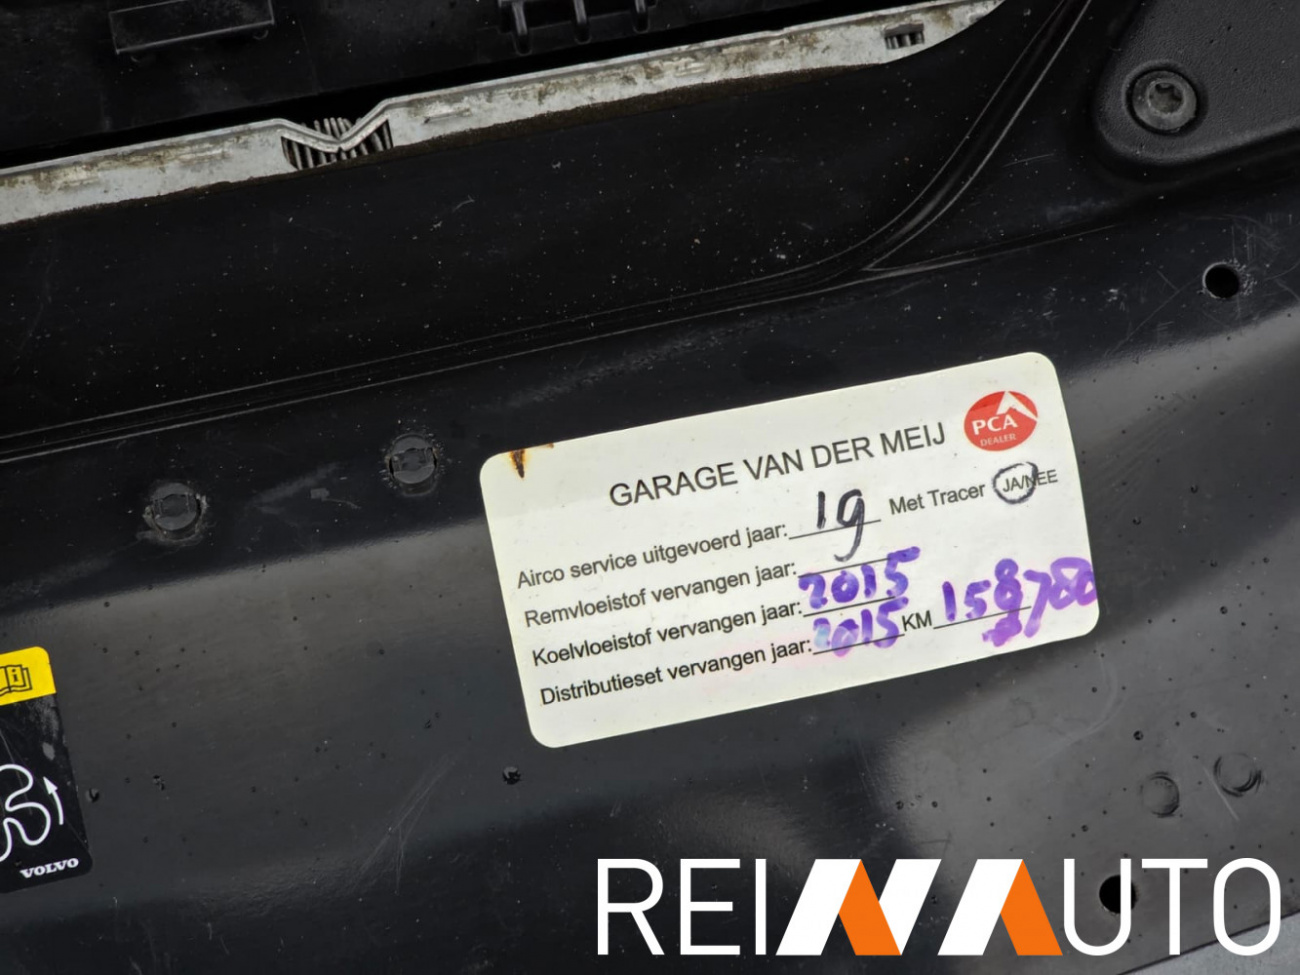 GARAGE VAN DER MEIJ
PCA
DEALER
Airco service uitgevoerd jaar: 19 Met Tracer JA/NEE
Remvloeistof vervangen jaar:
Koelvloeistof vervangen jaar: 2015
Distributieset vervangen jaar: 2015 KM
VOLVO
REINAUTO